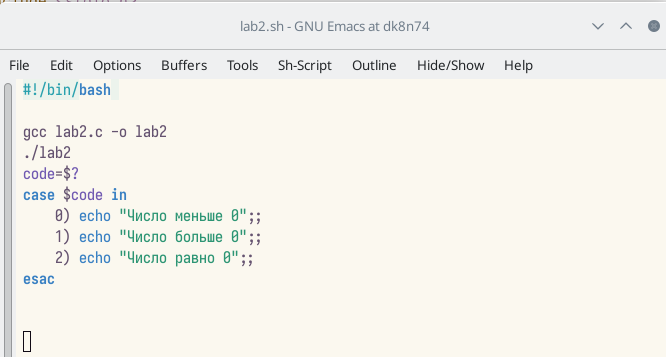 lab2.sh - GNU Emacs at dk8n74
File Edit Options Buffers Tools Sh-Script Outline Hide/Show Help
#!/bin/bash
gcc lab2.c -o lab2
./lab2
code=$?
case $code in
    0) echo "Число меньше 0";;
    1) echo "Число больше 0";;
    2) echo "Число равно 0";;
esac